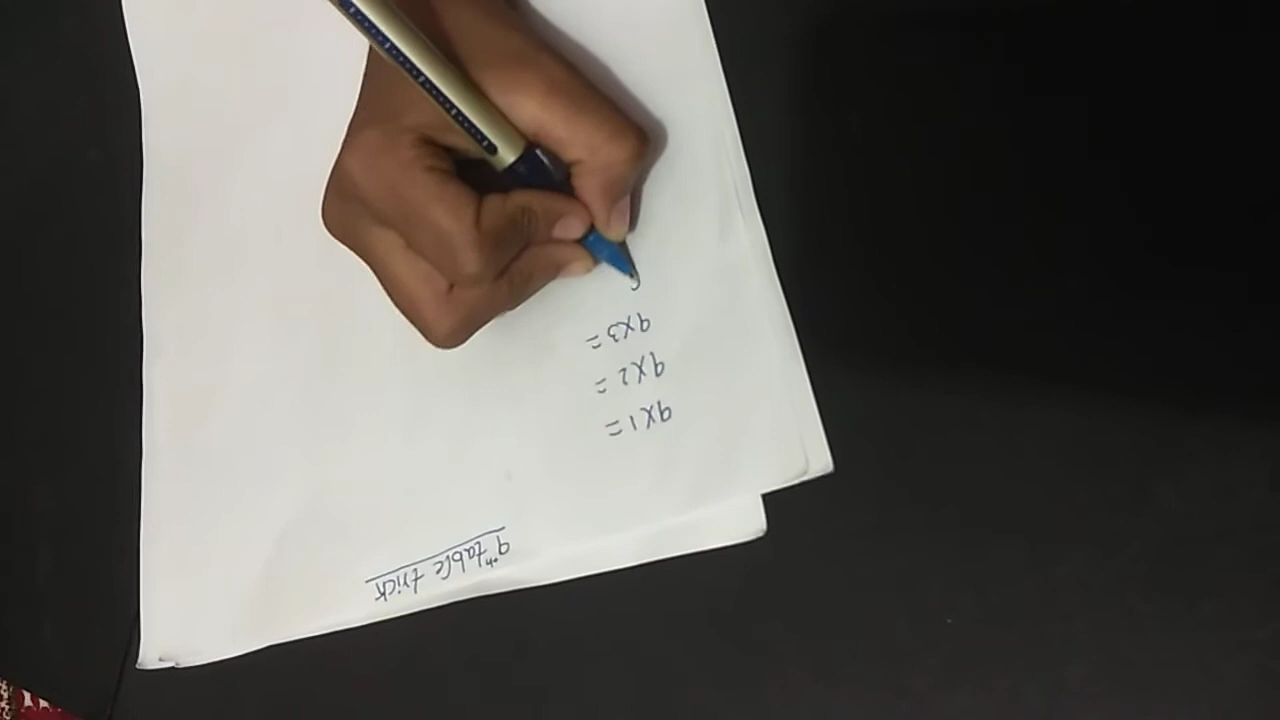 9th table trick
9x1=
9x2 =
9x3 =